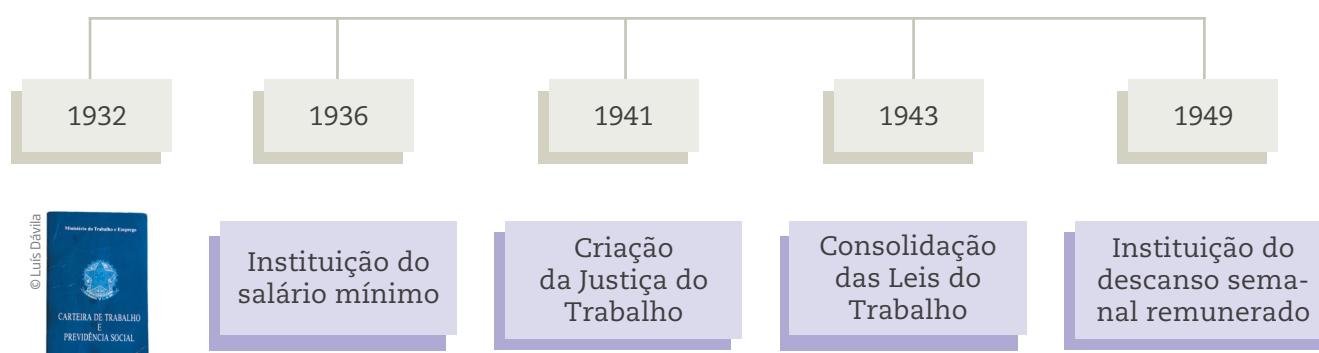 1932
1936
1941
1943
1949
© Luís Dávila
Ministério do Trabalho e Emprego
CARTEIRA DE TRABALHO
E
PREVIDÊNCIA SOCIAL
Instituição do
salário mínimo
Criação
da Justiça do
Trabalho
Consolidação
das Leis do
Trabalho
Instituição do
descanso sema-
nal remunerado